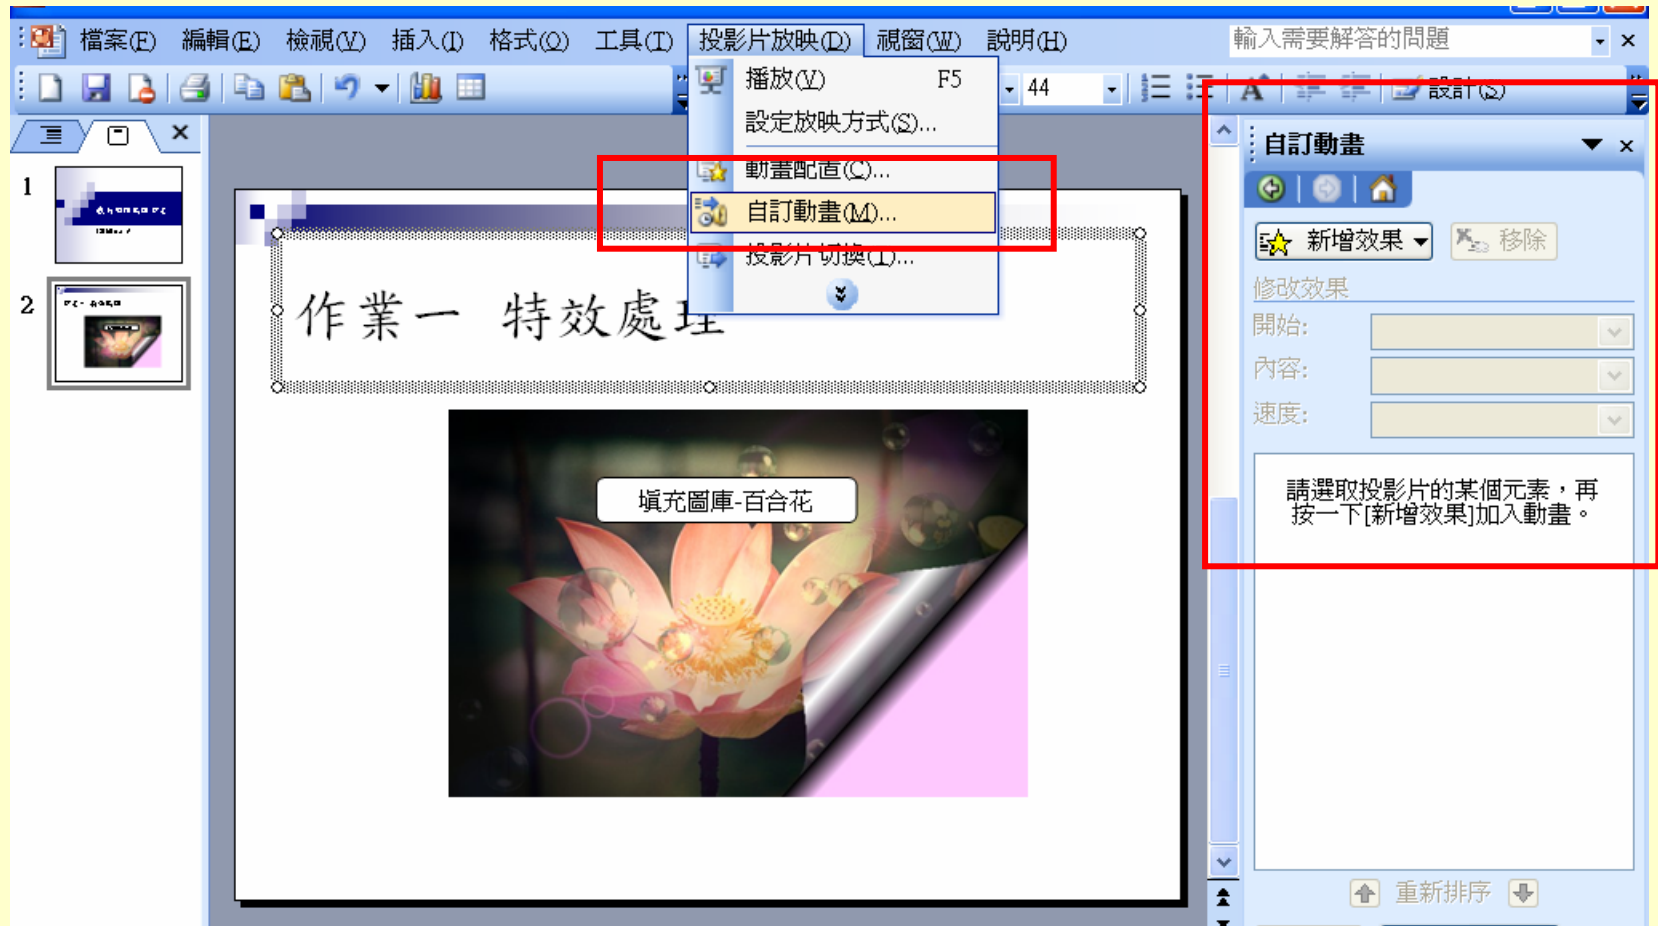 檔案(F) 編輯(E) 檢視(V) 插入(I) 格式(O) 工具(T) 投影片放映(D) 視窗(W) 說明(H) 輸入需要解答的問題
44 A 設計(S)
播放(V) F5
設定放映方式(S)...
動畫配置(C)...
自訂動畫(M)...
投影片切換(T)...
1
2
作業一 特效處理
填充圖庫-百合花
自訂動畫
新增效果 移除
修改效果
開始:
內容:
速度:
請選取投影片的某個元素，再
按一下[新增效果]加入動畫。
重新排序